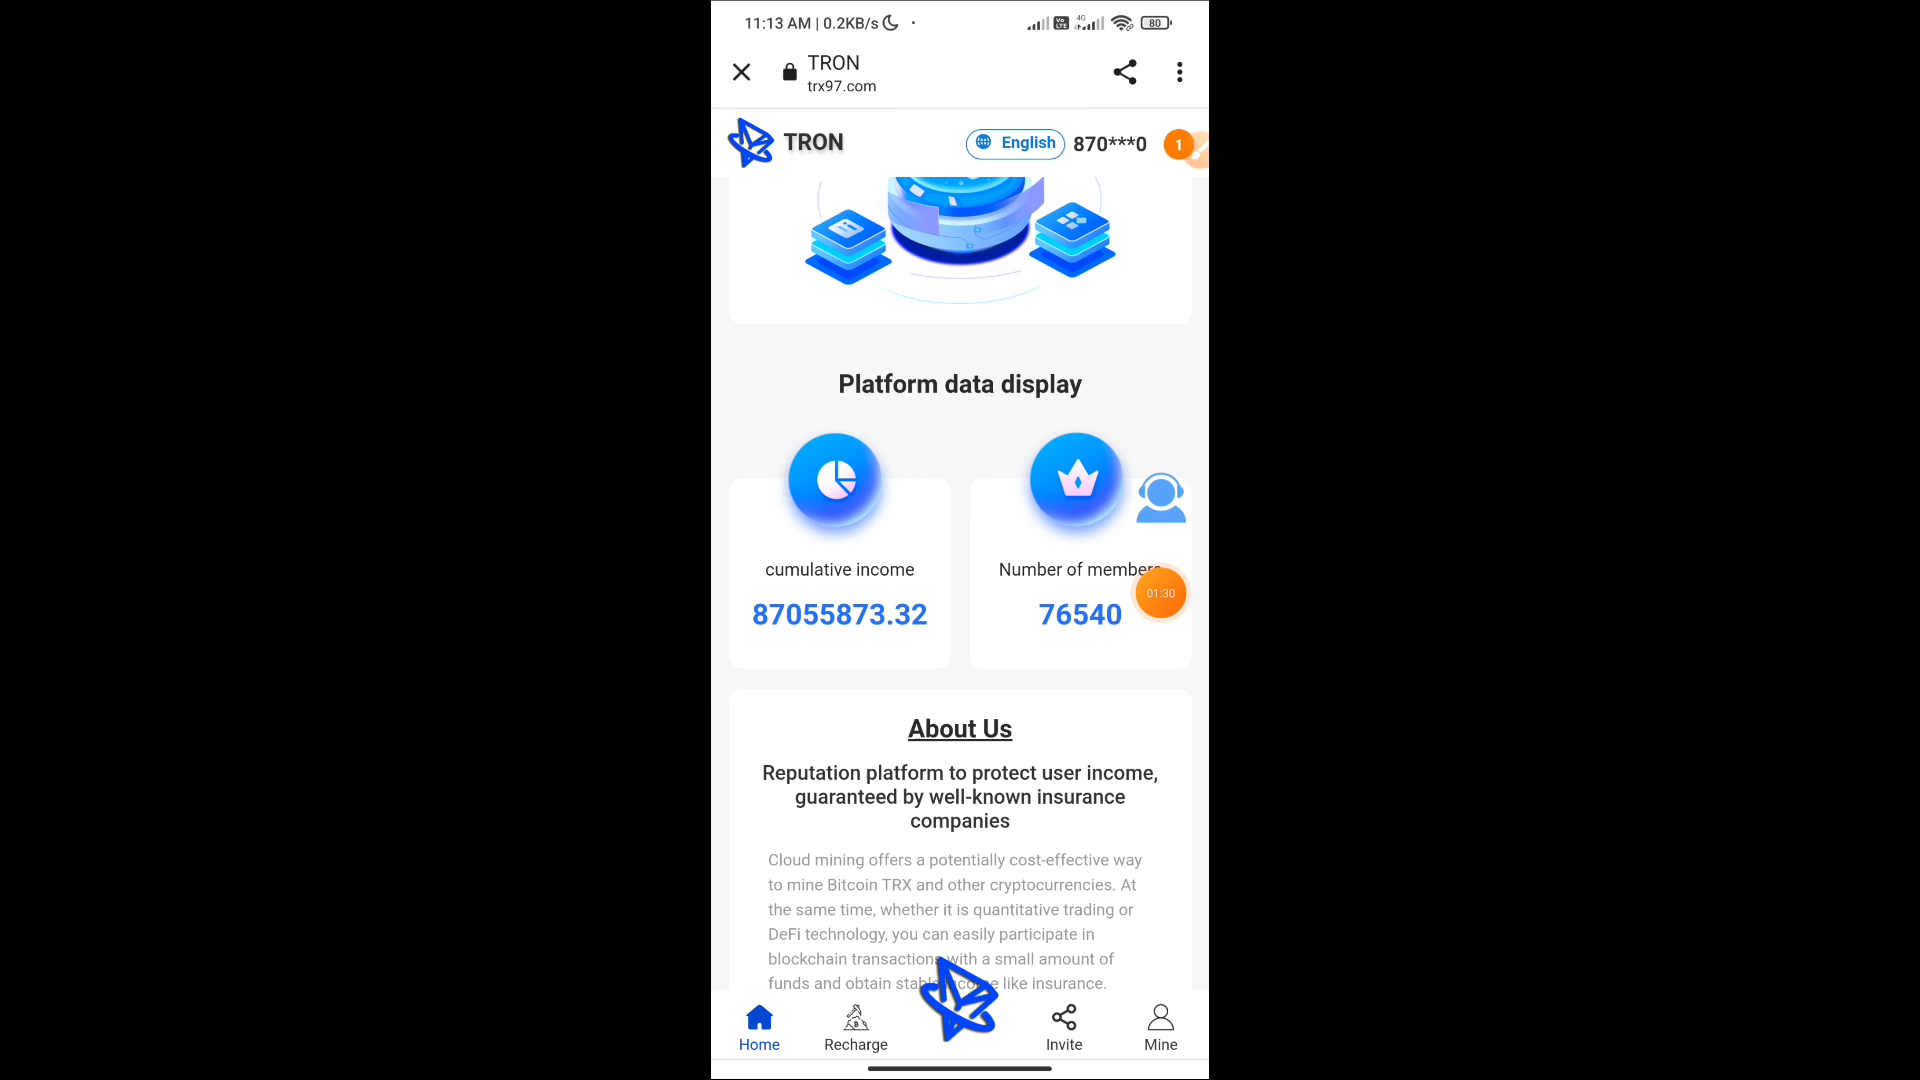 11:13 AM | 0.2KB/s
Vo
LTE
4G
80
TRON
trx97.com
TRON
English
870***0
1
Platform data display
cumulative income
Number of members
01:30
87055873.32
76540
About Us
Reputation platform to protect user income,
guaranteed by well-known insurance
companies
Cloud mining offers a potentially cost-effective way
to mine Bitcoin TRX and other cryptocurrencies. At
the same time, whether it is quantitative trading or
DeFi technology, you can easily participate in
blockchain transactions with a small amount of
funds and obtain stable income like insurance.
Home
Recharge
Invite
Mine